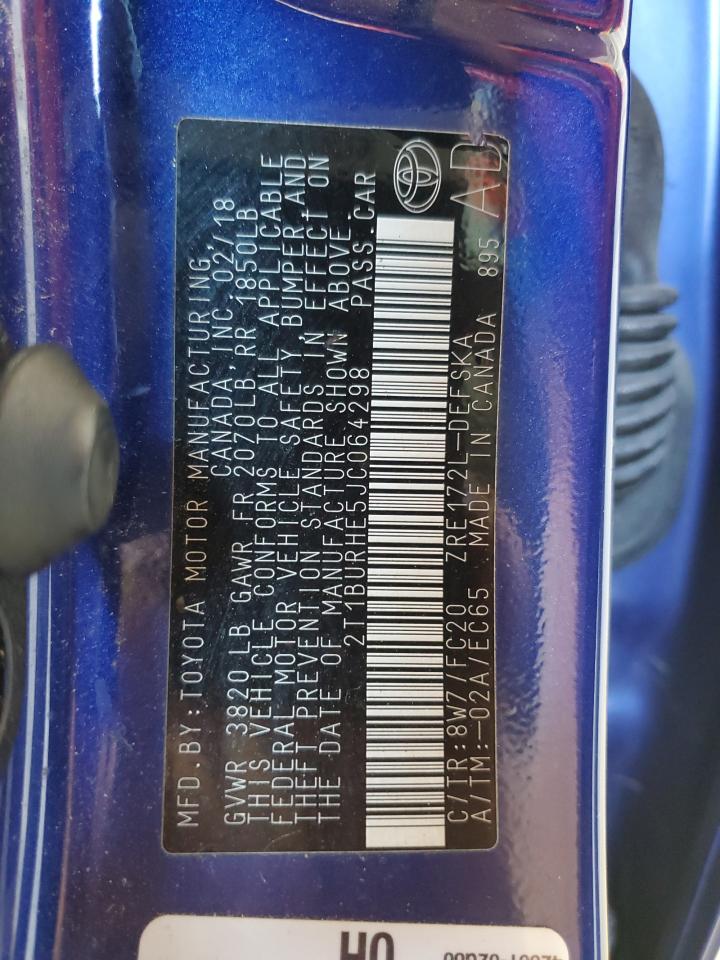 MFD.BY:TOYOTA MOTOR MANUFACTURING,
CANADA, INC. 02/18
GVWR 3820 LB GAWR FR 2070LB, RR 1850LB
THIS VEHICLE CONFORMS TO ALL APPLICABLE
FEDERAL MOTOR VEHICLE SAFETY BUMPER AND
THEFT PREVENTION STANDARDS IN EFFECT ON
THE DATE OF MANUFACTURE SHOWN ABOVE.
2T1BURHE5JC064298 PASS.CAR
C/TR:8W7/FC20 ZRE172L-DEFSKA
A/TM:-02A/EC65 MADE IN CANADA 895